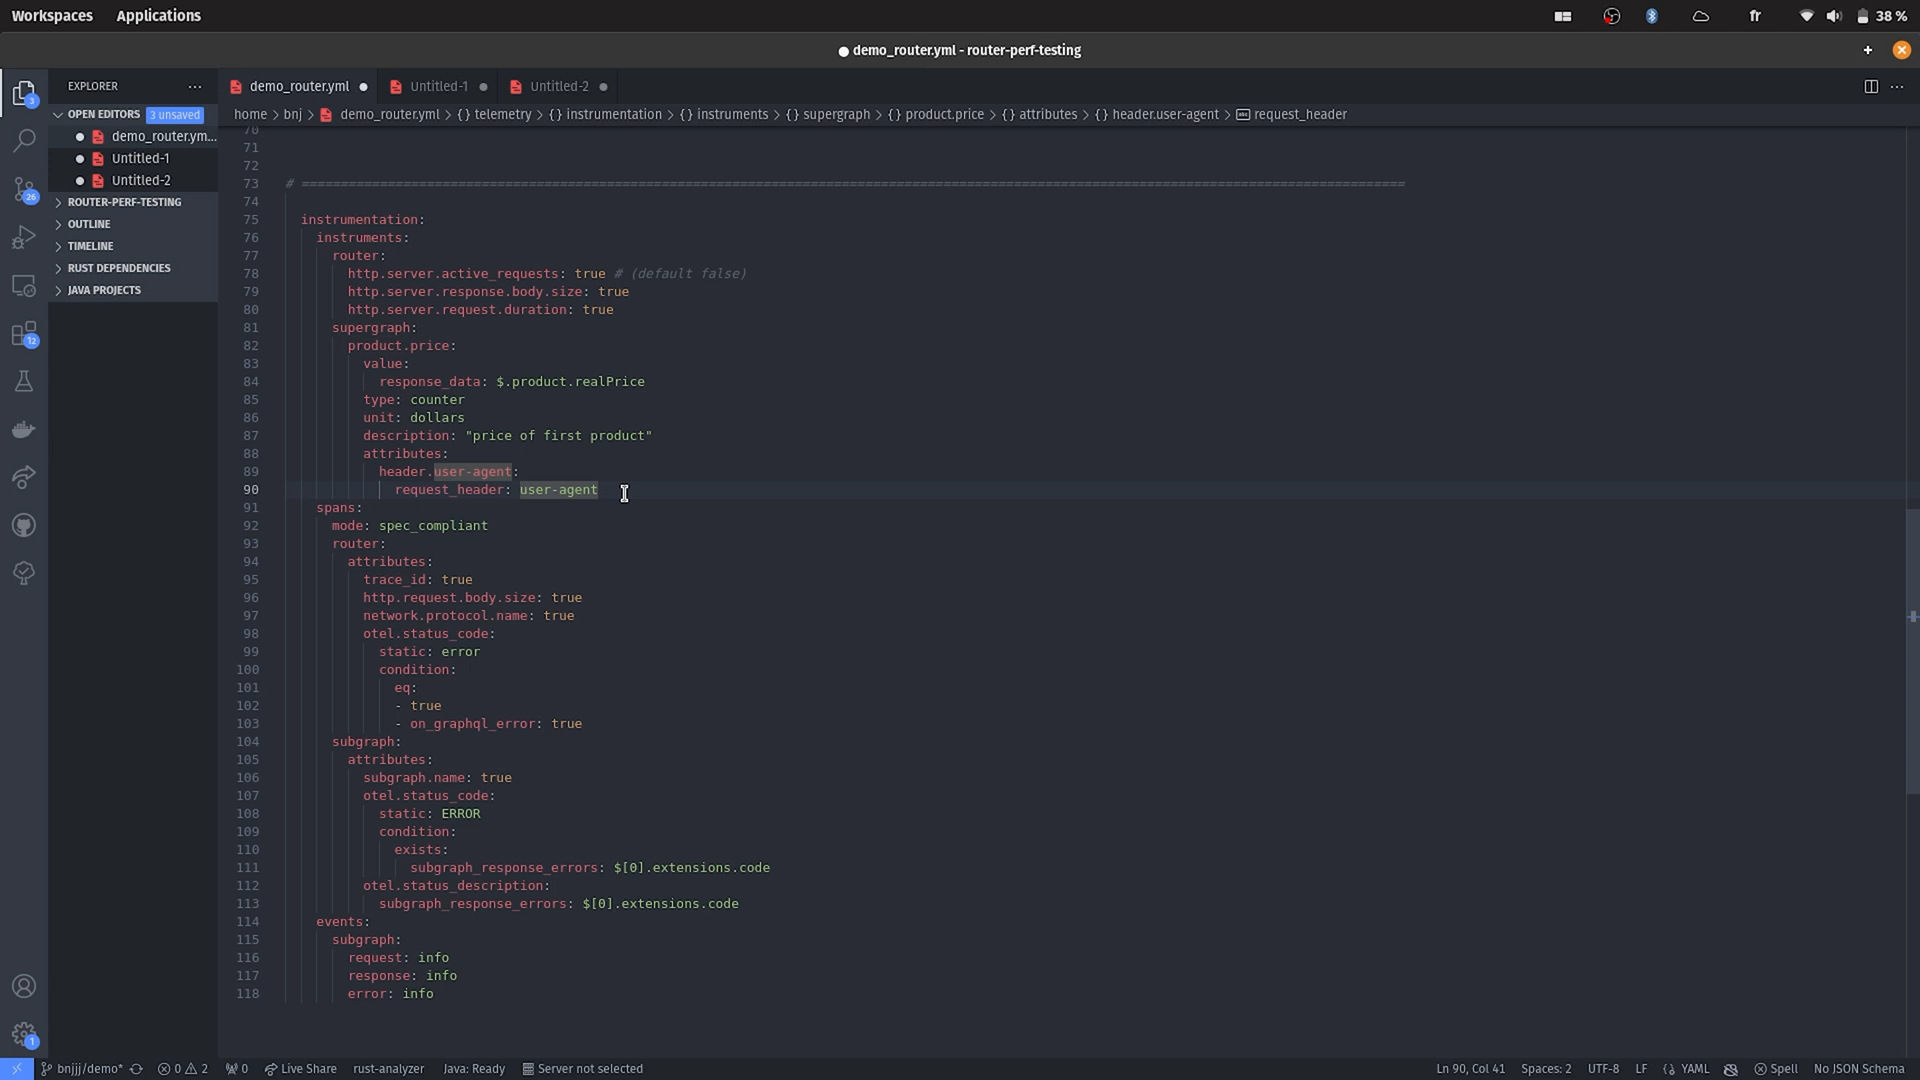 Workspaces Applications fr 38 %
● demo_router.yml - router-perf-testing
EXPLORER
OPEN EDITORS 3 unsaved
demo_router.ym...
Untitled-1
Untitled-2
ROUTER-PERF-TESTING
OUTLINE
TIMELINE
RUST DEPENDENCIES
JAVA PROJECTS
3
26
12
1
demo_router.yml Untitled-1 Untitled-2
home > bnj > demo_router.yml > {} telemetry > {} instrumentation > {} instruments > {} supergraph > {} product.price > {} attributes > {} header.user-agent > request_header
70
71
72
73 # =============================================================================================================================================
74
75 instrumentation:
76 instruments:
77 router:
78 http.server.active_requests: true # (default false)
79 http.server.response.body.size: true
80 http.server.request.duration: true
81 supergraph:
82 product.price:
83 value:
84 response_data: $.product.realPrice
85 type: counter
86 unit: dollars
87 description: "price of first product"
88 attributes:
89 header.user-agent:
90 request_header: user-agent
91 spans:
92 mode: spec_compliant
93 router:
94 attributes:
95 trace_id: true
96 http.request.body.size: true
97 network.protocol.name: true
98 otel.status_code:
99 static: error
100 condition:
101 eq:
102 - true
103 - on_graphql_error: true
104 subgraph:
105 attributes:
106 subgraph.name: true
107 otel.status_code:
108 static: ERROR
109 condition:
110 exists:
111 subgraph_response_errors: $[0].extensions.code
112 otel.status_description:
113 subgraph_response_errors: $[0].extensions.code
114 events:
115 subgraph:
116 request: info
117 response: info
118 error: info
bnjjj/demo* 0 2 0 Live Share rust-analyzer Java: Ready Server not selected Ln 90, Col 41 Spaces: 2 UTF-8 LF {} YAML Spell No JSON Schema